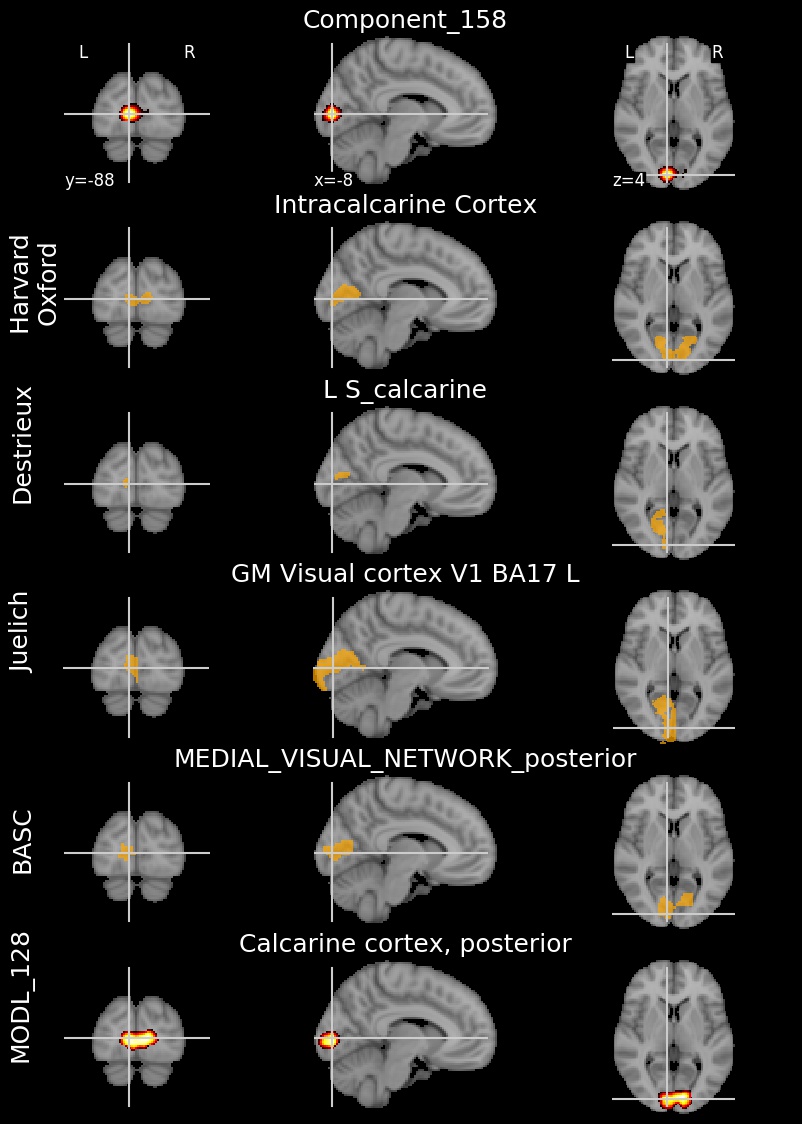 Component_158
L R L R
y=-88 x=-8 z=4
Intracalcarine Cortex
Harvard
Oxford
L S_calcarine
Destrieux
GM Visual cortex V1 BA17 L
Juelich
MEDIAL_VISUAL_NETWORK_posterior
BASC
Calcarine cortex, posterior
MODL_128